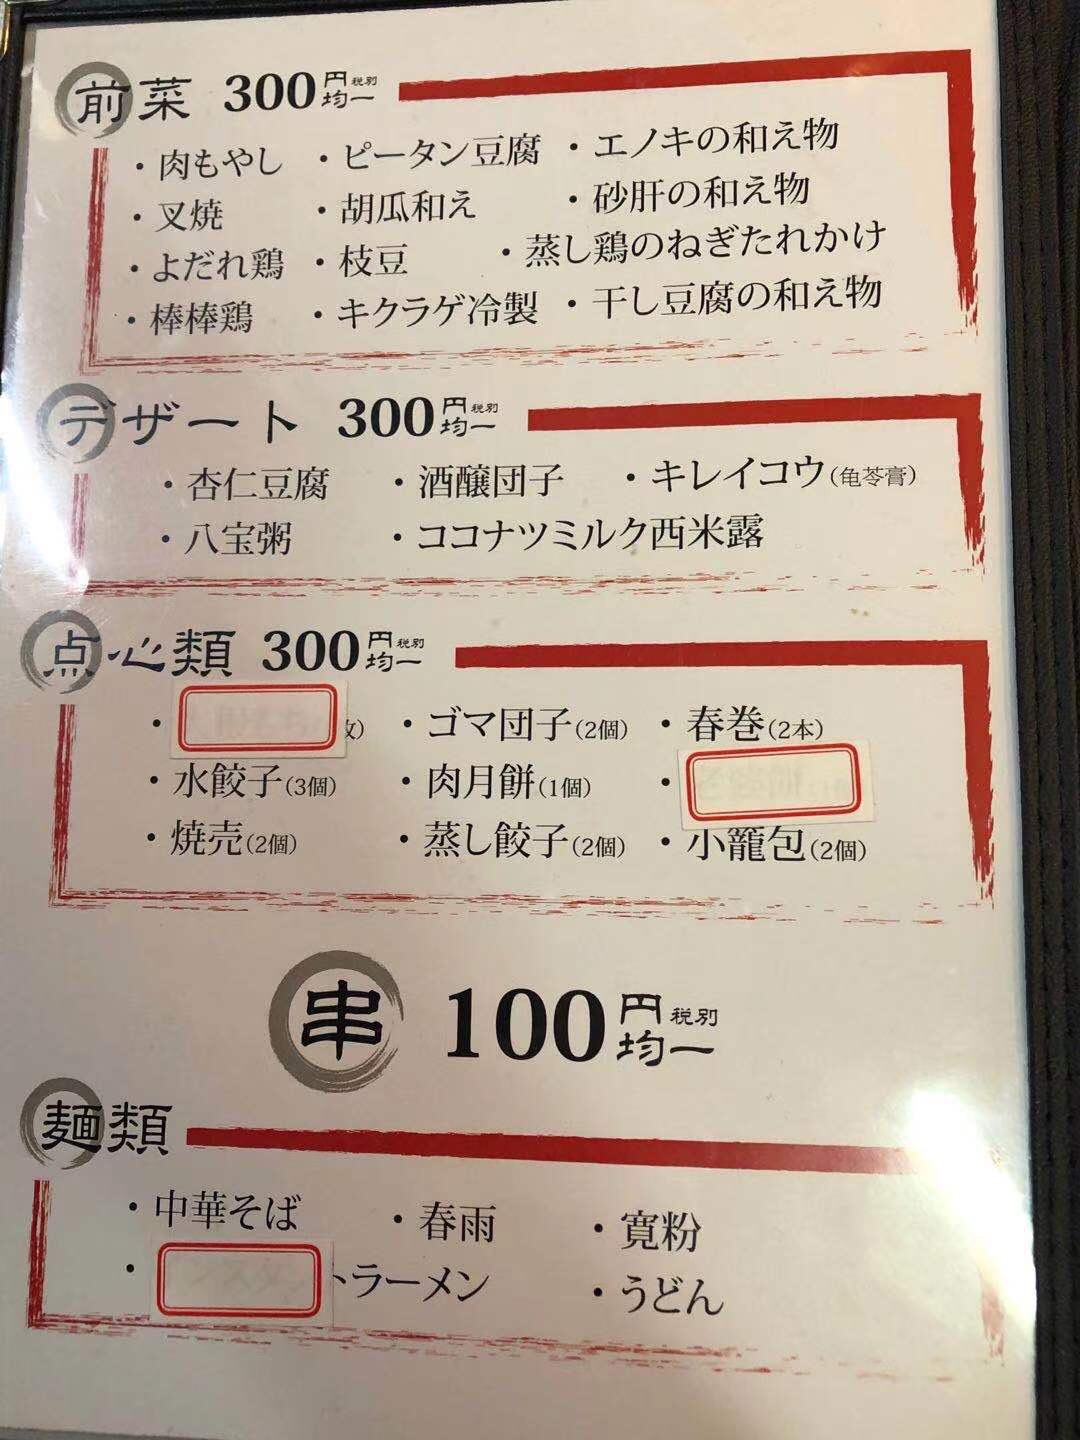 前菜 300円均一 税別
・肉もやし ・ピータン豆腐 ・エノキの和え物
・叉焼 ・胡瓜和え ・砂肝の和え物
・よだれ鶏 ・枝豆 ・蒸し鶏のねぎたれかけ
・棒棒鶏 ・キクラゲ冷製 ・干し豆腐の和え物
デザート 300円均一 税別
・杏仁豆腐 ・酒醸団子 ・キレイコウ(亀苓膏)
・八宝粥 ・ココナツミルク西米露
点心類 300円均一 税別
・ 枚) ・ゴマ団子(2個) ・春巻(2本)
・水餃子(3個) ・肉月餅(1個) ・
・焼売(2個) ・蒸し餃子(2個) ・小籠包(2個)
串 100円均一 税別
麺類
・中華そば ・春雨 ・寛粉
・ トラーメン ・うどん